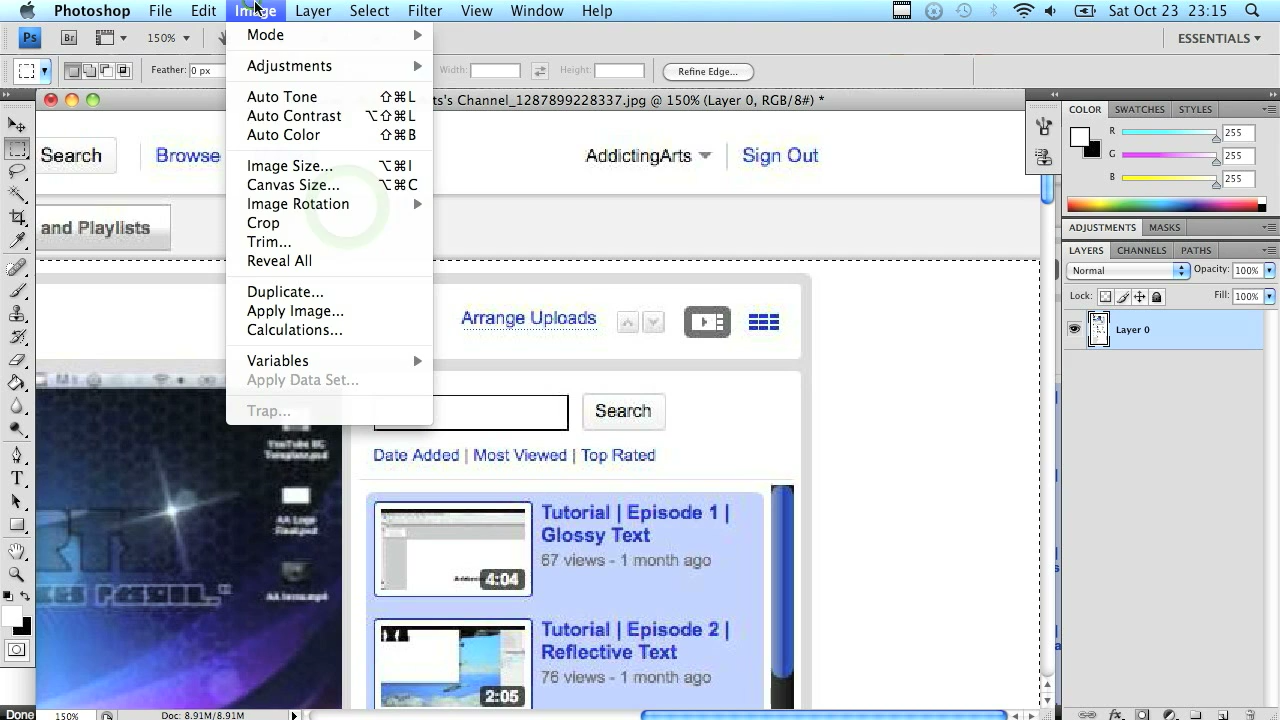 Photoshop File Edit Image Layer Select Filter View Window Help Sat Oct 23 23:15
Ps Br 150% ESSENTIALS
Feather: 0 px Width: Height: Refine Edge...
Mode
Adjustments
Auto Tone ⇧⌘L
Auto Contrast ⌥⇧⌘L
Auto Color ⇧⌘B
Image Size... ⌥⌘I
Canvas Size... ⌥⌘C
Image Rotation
Crop
Trim...
Reveal All
Duplicate...
Apply Image...
Calculations...
Variables
Apply Data Set...
Trap...
ts's Channel_1287899228337.jpg @ 150% (Layer 0, RGB/8#) *
Search Browse AddictingArts Sign Out
and Playlists
Arrange Uploads
Search
Date Added | Most Viewed | Top Rated
Tutorial | Episode 1 |
Glossy Text
67 views - 1 month ago
4:04
Tutorial | Episode 2 |
Reflective Text
76 views - 1 month ago
2:05
YouTube BG
COLOR SWATCHES STYLES
R 255
G 255
B 255
ADJUSTMENTS MASKS
LAYERS CHANNELS PATHS
Normal Opacity: 100%
Lock: Fill: 100%
Layer 0
Done 150% Doc: 8.91M/8.91M